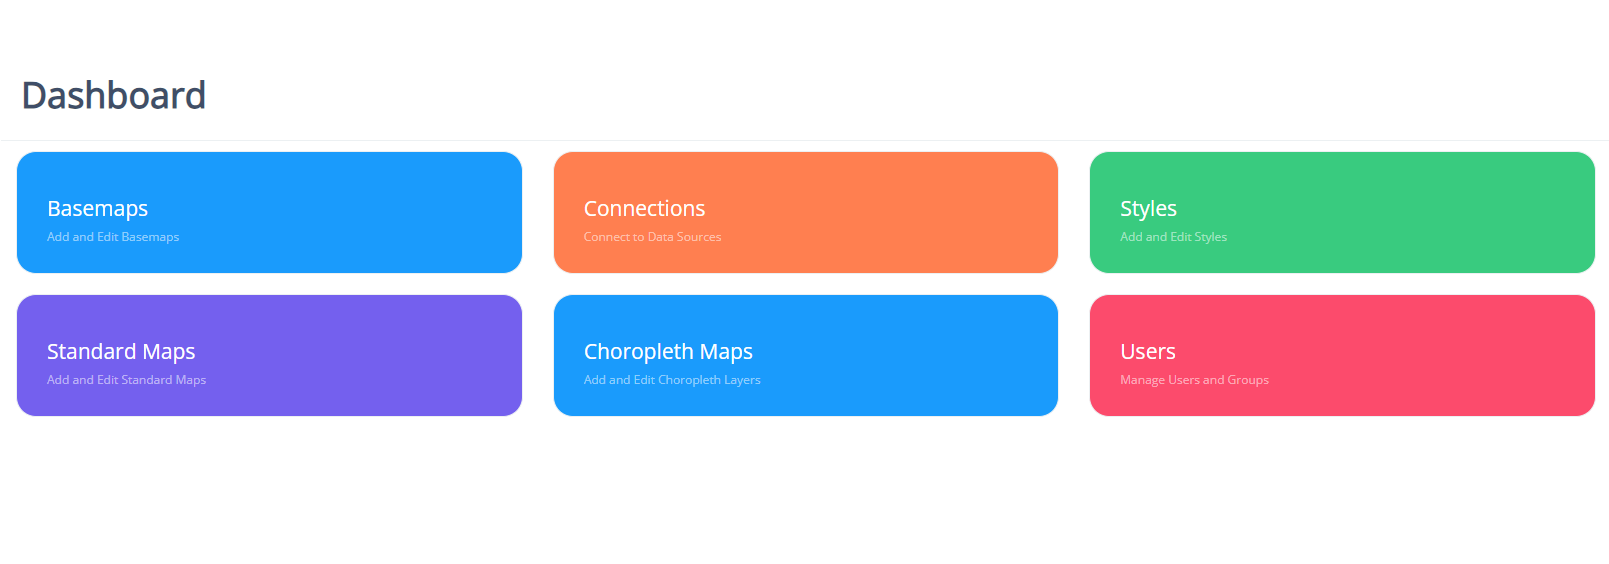 Dashboard
Basemaps
Add and Edit Basemaps
Connections
Connect to Data Sources
Styles
Add and Edit Styles
Standard Maps
Add and Edit Standard Maps
Choropleth Maps
Add and Edit Choropleth Layers
Users
Manage Users and Groups